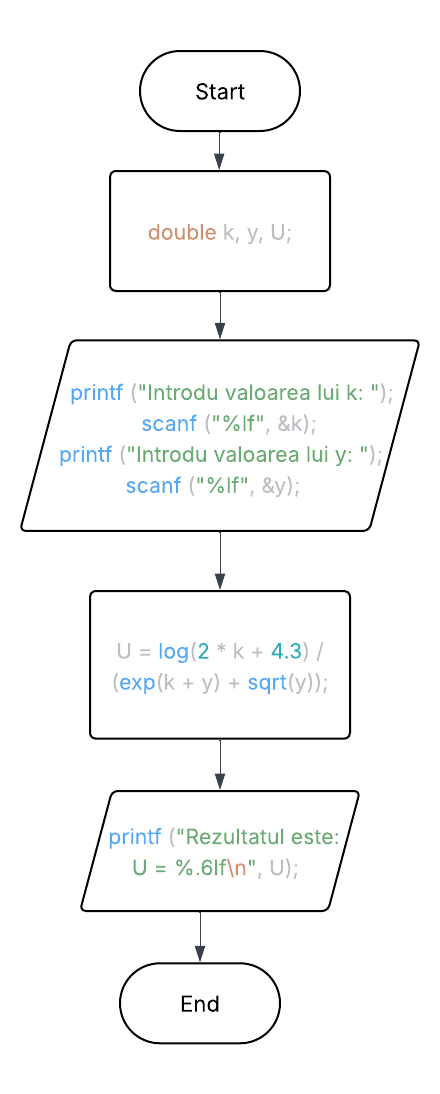 Start
double k, y, U;
printf ("Introdu valoarea lui k: ");
scanf ("%lf", &k);
printf ("Introdu valoarea lui y: ");
scanf ("%lf", &y);
U = log(2 * k + 4.3) /
(exp(k + y) + sqrt(y));
printf ("Rezultatul este:
U = %.6lf\n", U);
End